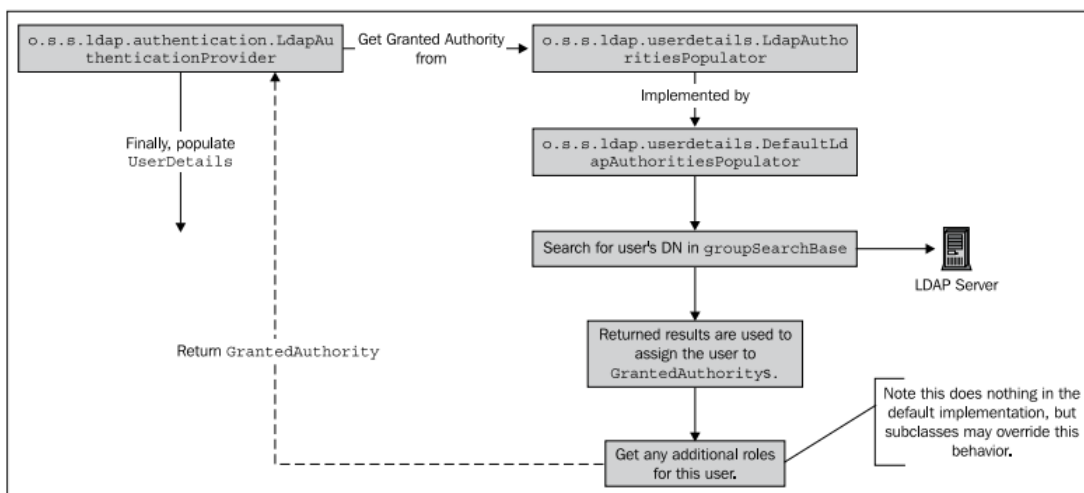 o.s.s.ldap.authentication.LdapAu
thenticationProvider
Get Granted Authority
from
o.s.s.ldap.userdetails.LdapAutho
ritiesPopulator
Implemented by
Finally, populate
UserDetails
o.s.s.ldap.userdetails.DefaultLd
apAuthoritiesPopulator
Search for user's DN in groupSearchBase
LDAP Server
Return GrantedAuthority
Returned results are used to
assign the user to
GrantedAuthoritys.
Note this does nothing in the
default implementation, but
subclasses may override this
behavior.
Get any additional roles
for this user.